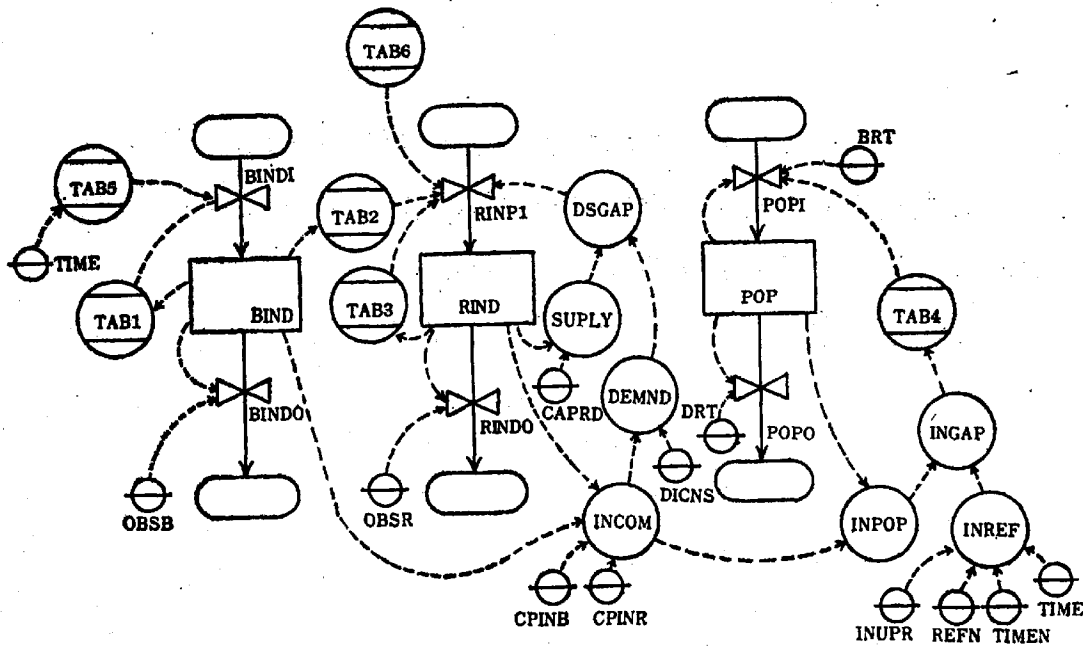 TAB6
BRT
BINDI
TAB5
TAB2
RINP1
DSGAP
POPI
TIME
TAB1
BIND
TAB3
RIND
SUPLY
POP
TAB4
BINDO
CAPRD
DEMND
DRT
RINDO
POPO
INGAP
OBSB
OBSR
DICNS
INCOM
INPOP
INREF
CPINB
CPINR
INUPR
REFN
TIMEN
TIME